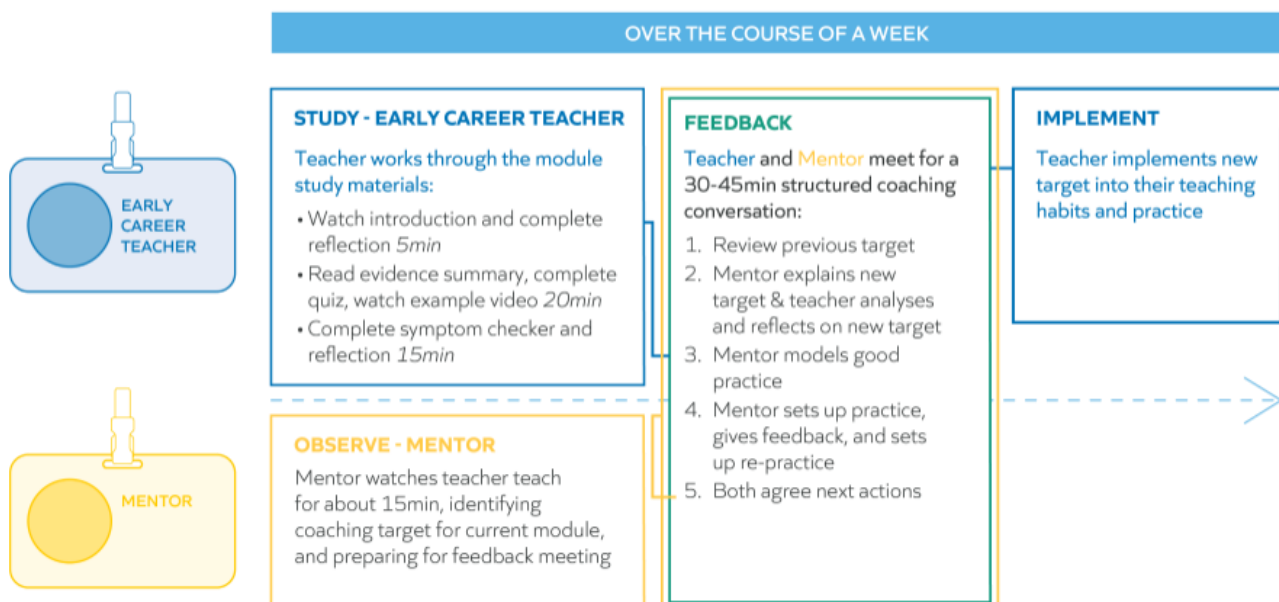 OVER THE COURSE OF A WEEK
EARLY
CAREER
TEACHER
STUDY - EARLY CAREER TEACHER
Teacher works through the module
study materials:
• Watch introduction and complete
reflection 5min
• Read evidence summary, complete
quiz, watch example video 20min
• Complete symptom checker and
reflection 15min
FEEDBACK
Teacher and Mentor meet for a
30-45min structured coaching
conversation:
1. Review previous target
2. Mentor explains new
target & teacher analyses
and reflects on new target
3. Mentor models good
practice
4. Mentor sets up practice,
gives feedback, and sets
up re-practice
5. Both agree next actions
IMPLEMENT
Teacher implements new
target into their teaching
habits and practice
MENTOR
OBSERVE - MENTOR
Mentor watches teacher teach
for about 15min, identifying
coaching target for current module,
and preparing for feedback meeting